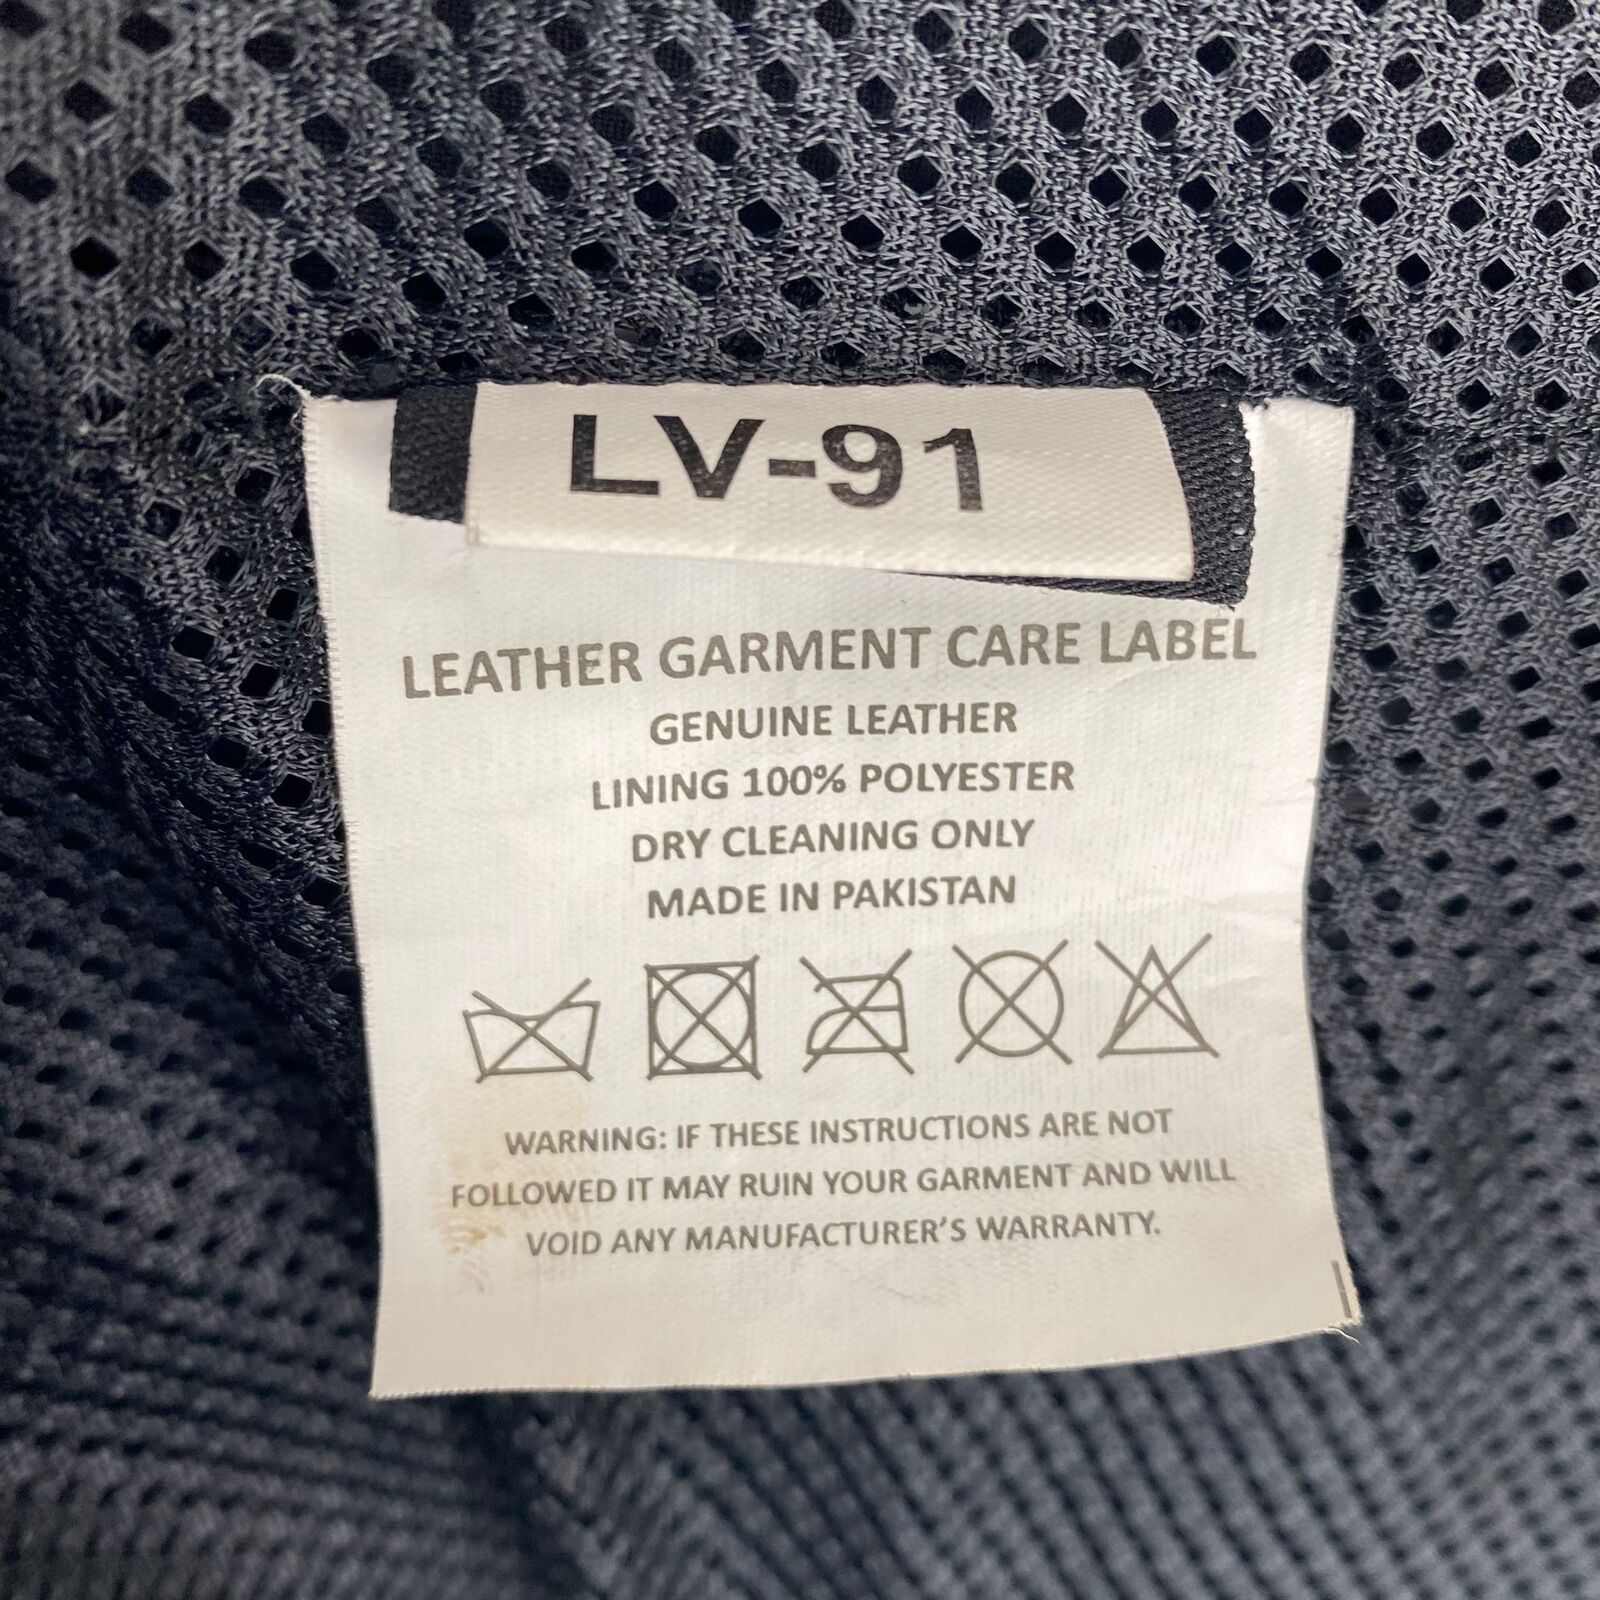 LV-91
LEATHER GARMENT CARE LABEL
GENUINE LEATHER
LINING 100% POLYESTER
DRY CLEANING ONLY
MADE IN PAKISTAN
WARNING: IF THESE INSTRUCTIONS ARE NOT
FOLLOWED IT MAY RUIN YOUR GARMENT AND WILL
VOID ANY MANUFACTURER'S WARRANTY.